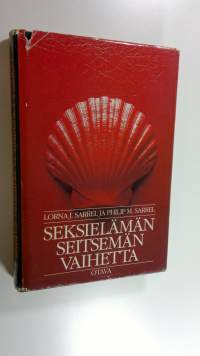 LORNA J. SARREL JA PHILIP M. SARREL
SEKSIELÄMÄN
SEITSEMÄN
VAIHETTA
OTAVA